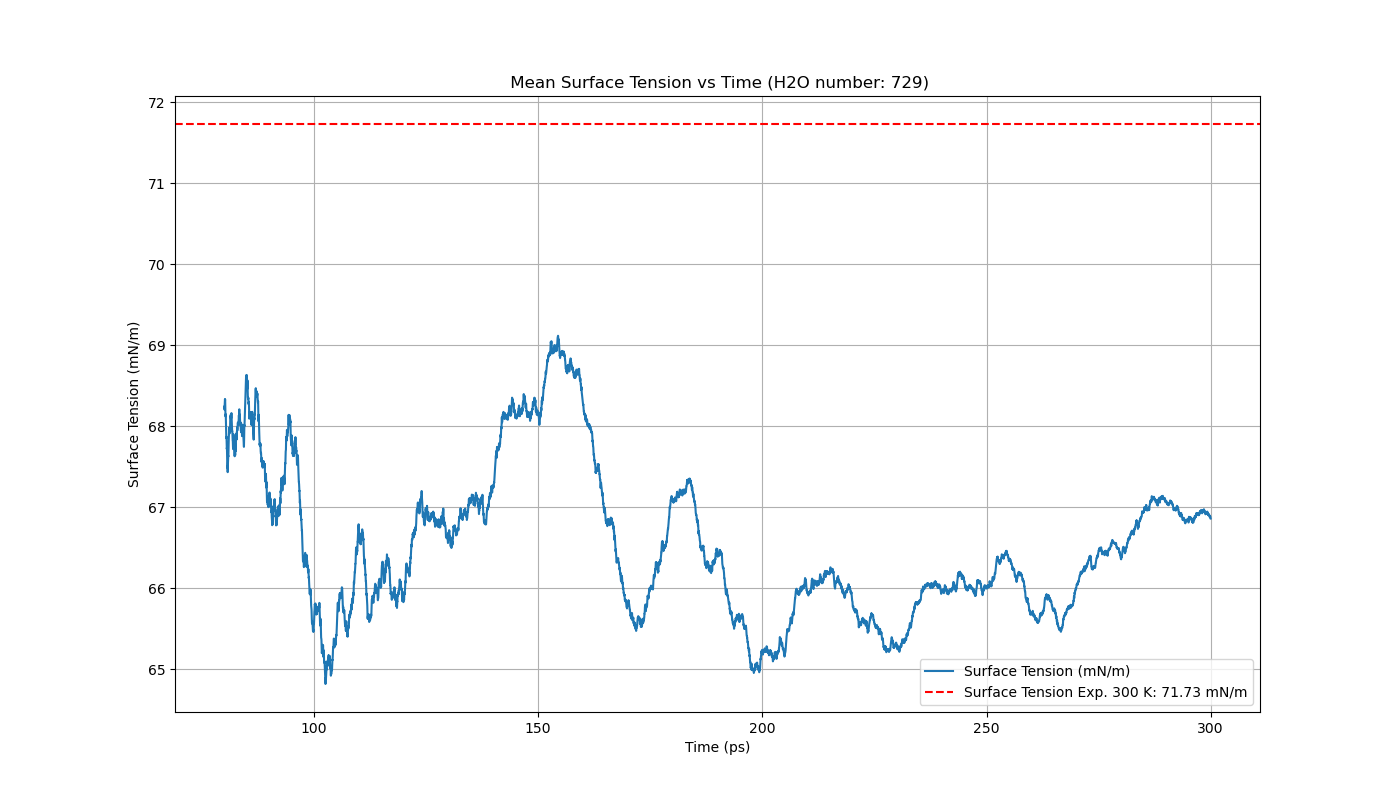 Mean Surface Tension vs Time (H2O number: 729)
72
71
70
69
68
67
66
65
Surface Tension (mN/m)
Surface Tension (mN/m)
Surface Tension Exp. 300 K: 71.73 mN/m
100
150
200
250
300
Time (ps)